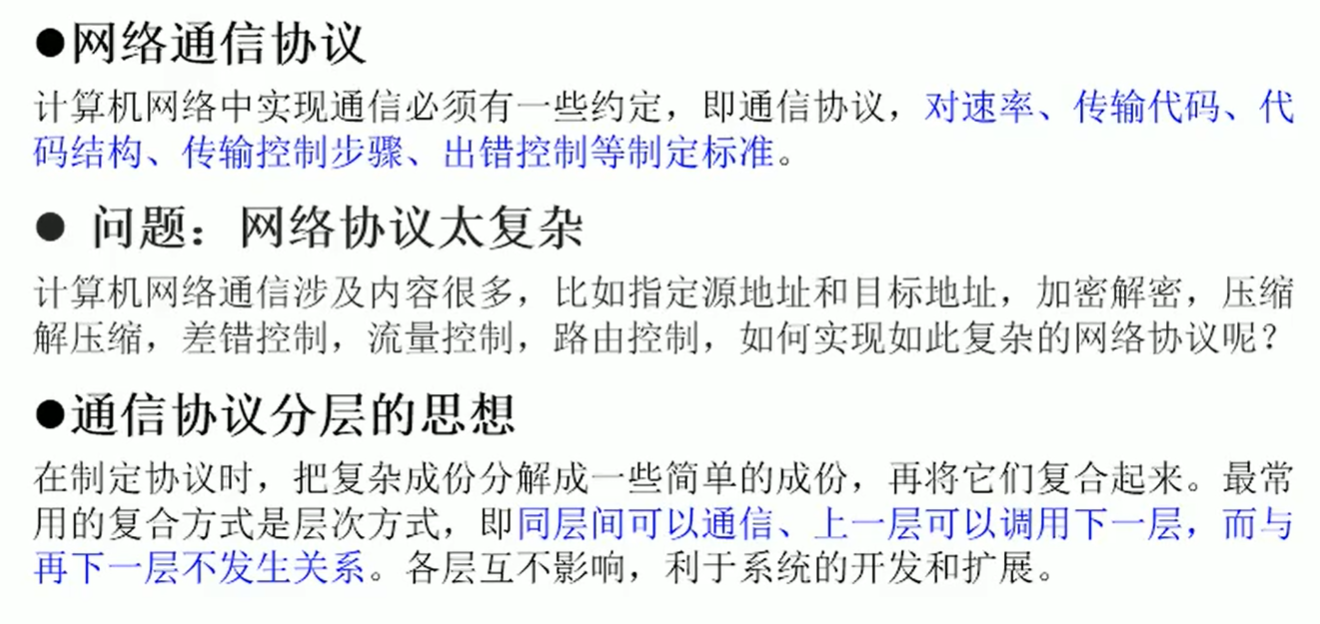 ●网络通信协议
计算机网络中实现通信必须有一些约定，即通信协议，对速率、传输代码、代
码结构、传输控制步骤、出错控制等制定标准。
● 问题：网络协议太复杂
计算机网络通信涉及内容很多，比如指定源地址和目标地址，加密解密，压缩
解压缩，差错控制，流量控制，路由控制，如何实现如此复杂的网络协议呢？
●通信协议分层的思想
在制定协议时，把复杂成份分解成一些简单的成份，再将它们复合起来。最常
用的复合方式是层次方式，即同层间可以通信、上一层可以调用下一层，而与
再下一层不发生关系。各层互不影响，利于系统的开发和扩展。